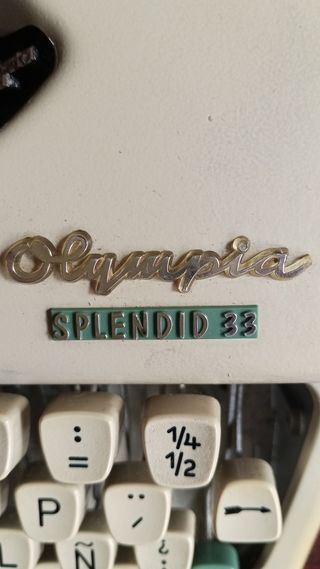 Olympia
SPLENDID 33
: =
1/4 1/2
P
¨ ´
L
Ñ
¿